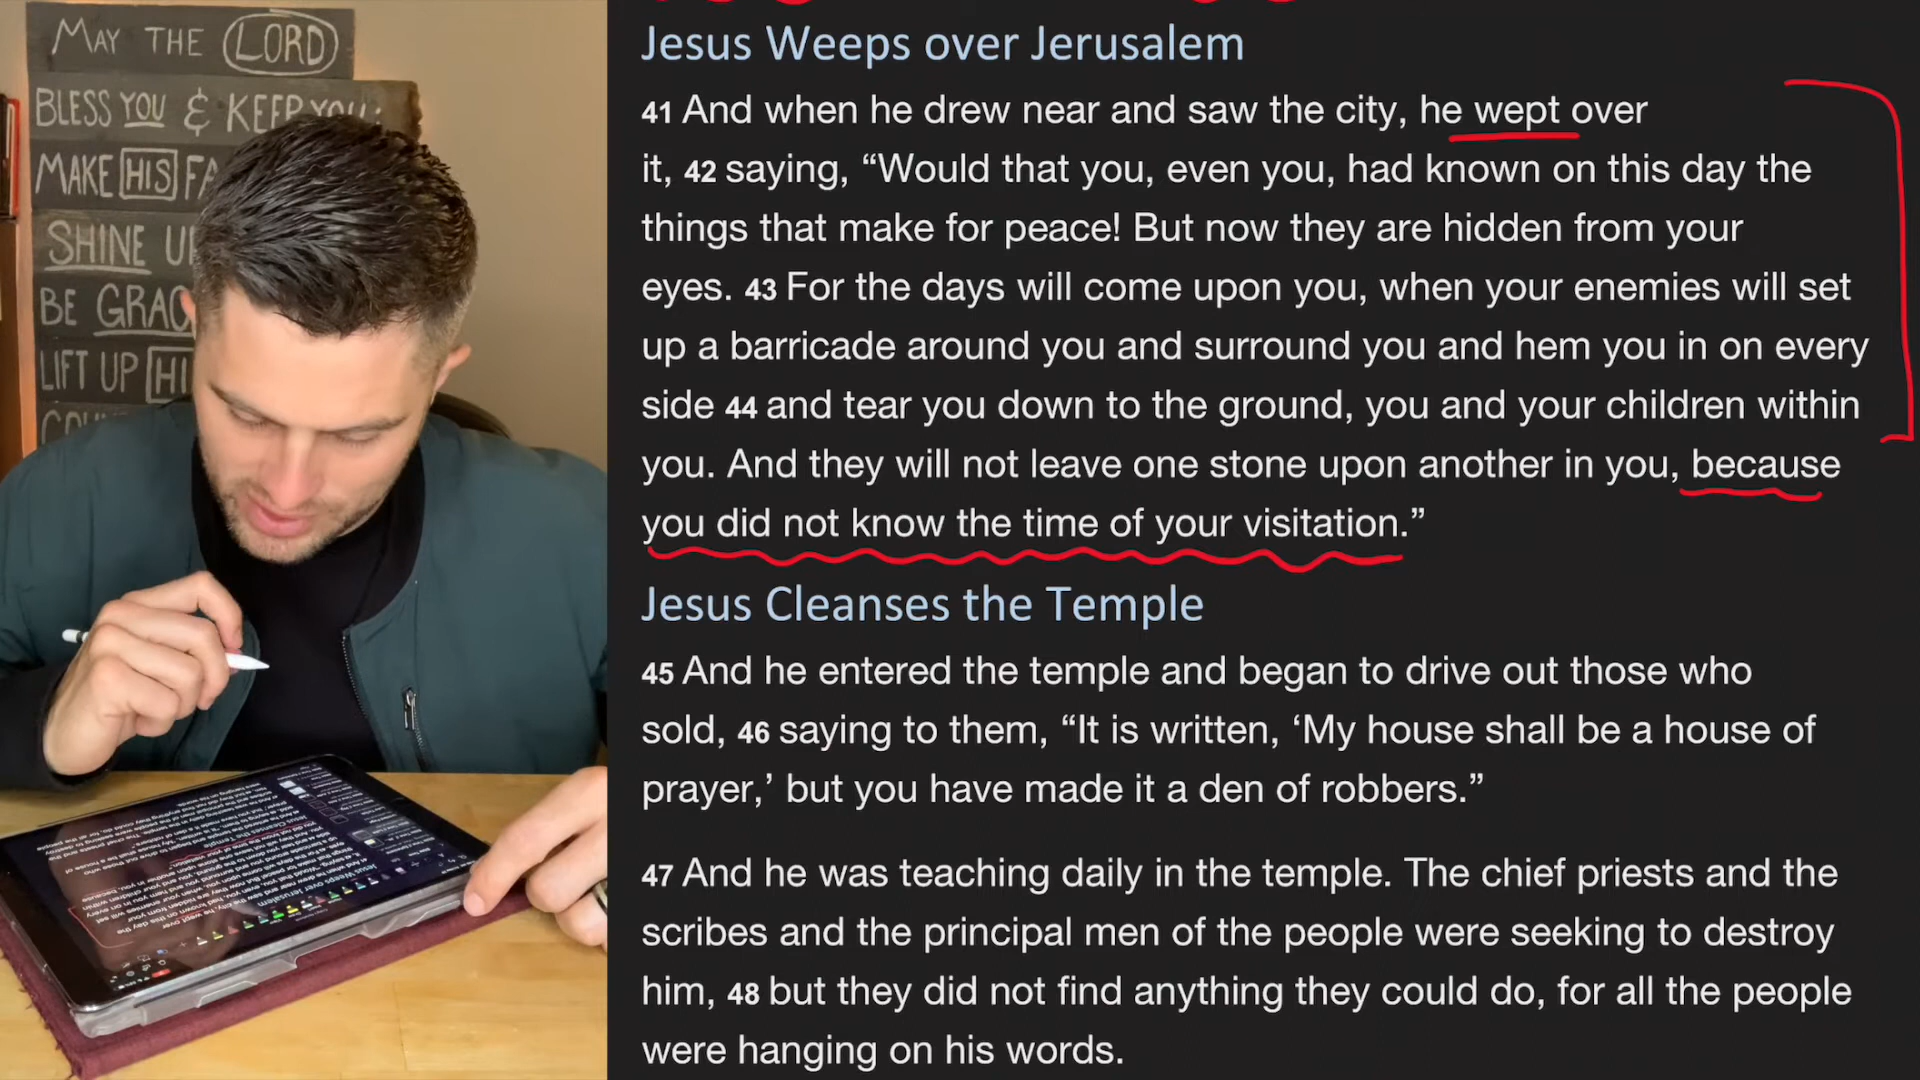 MAY THE LORD
BLESS YOU & KEEP YOU;
MAKE HIS FA
SHINE U
BE GRAC
LIFT UP HI
COU
Jesus Weeps over Jerusalem
41 And when he drew near and saw the city, he wept over
it, 42 saying, “Would that you, even you, had known on this day the
things that make for peace! But now they are hidden from your
eyes. 43 For the days will come upon you, when your enemies will set
up a barricade around you and surround you and hem you in on every
side 44 and tear you down to the ground, you and your children within
you. And they will not leave one stone upon another in you, because
you did not know the time of your visitation.”
Jesus Cleanses the Temple
45 And he entered the temple and began to drive out those who
sold, 46 saying to them, “It is written, ‘My house shall be a house of
prayer,’ but you have made it a den of robbers.”
47 And he was teaching daily in the temple. The chief priests and the
scribes and the principal men of the people were seeking to destroy
him, 48 but they did not find anything they could do, for all the people
were hanging on his words.